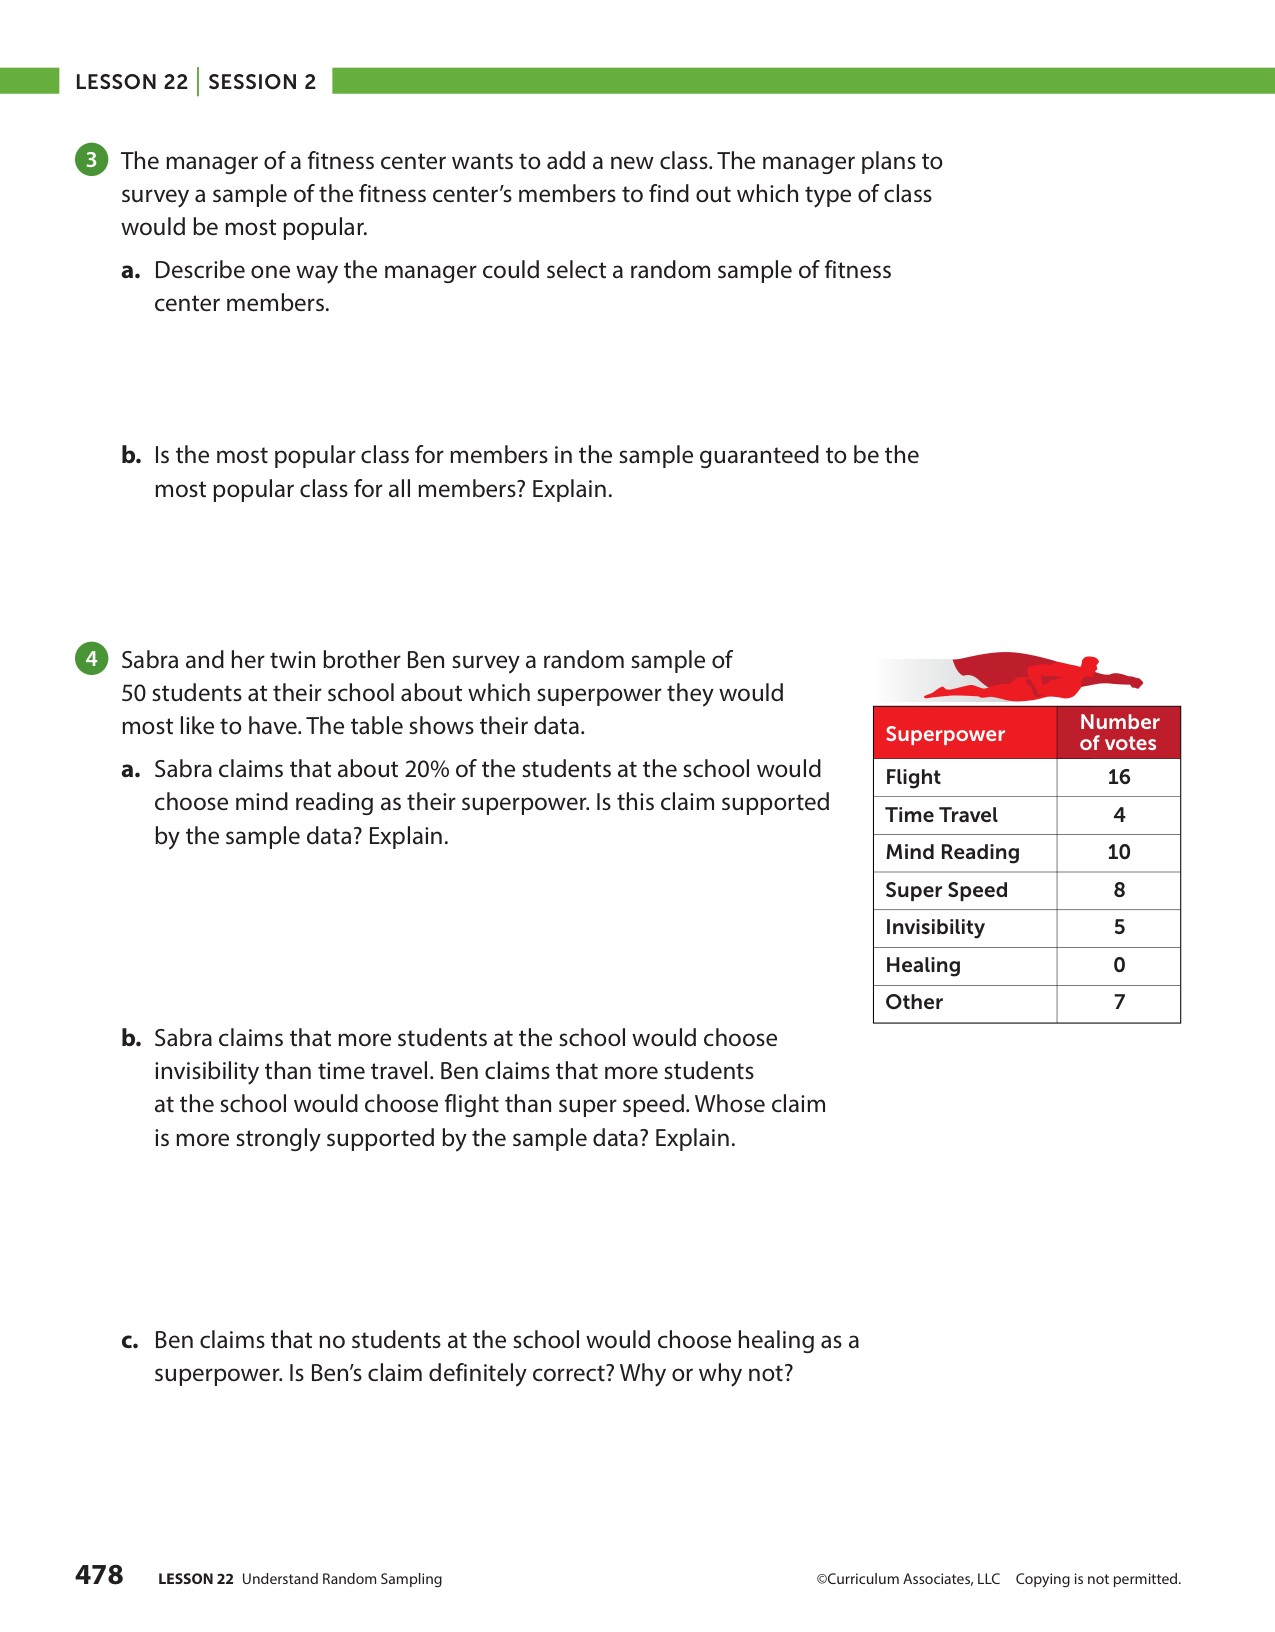 LESSON 22 | SESSION 2
3 The manager of a fitness center wants to add a new class. The manager plans to
survey a sample of the fitness center’s members to find out which type of class
would be most popular.
a. Describe one way the manager could select a random sample of fitness
center members.
b. Is the most popular class for members in the sample guaranteed to be the
most popular class for all members? Explain.
4 Sabra and her twin brother Ben survey a random sample of
50 students at their school about which superpower they would
most like to have. The table shows their data.
a. Sabra claims that about 20% of the students at the school would
choose mind reading as their superpower. Is this claim supported
by the sample data? Explain.
Superpower Number
of votes
Flight 16
Time Travel 4
Mind Reading 10
Super Speed 8
Invisibility 5
Healing 0
Other 7
b. Sabra claims that more students at the school would choose
invisibility than time travel. Ben claims that more students
at the school would choose flight than super speed. Whose claim
is more strongly supported by the sample data? Explain.
c. Ben claims that no students at the school would choose healing as a
superpower. Is Ben’s claim definitely correct? Why or why not?
478 LESSON 22 Understand Random Sampling ©Curriculum Associates, LLC Copying is not permitted.